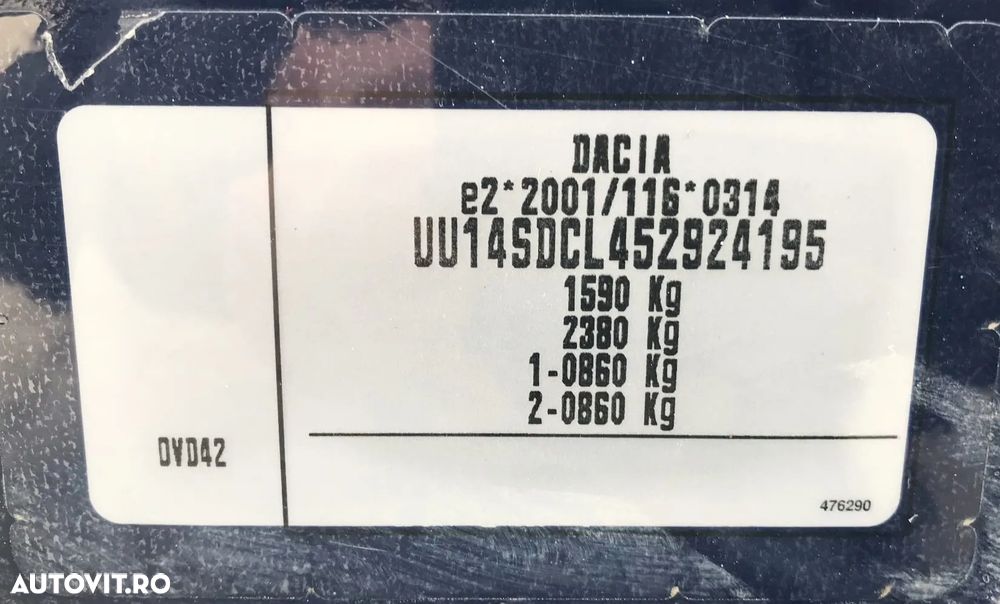 DACIA
e2*2001/116*0314
UU14SDCL452924195
1590 Kg
2380 Kg
1-0860 Kg
2-0860 Kg
DVD42
476290
AUTOVIT.RO